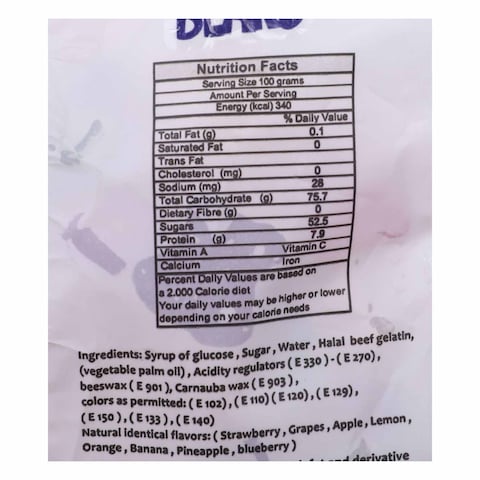 Nutrition Facts
Serving Size 100 grams
Amount Per Serving
Energy (kcal) 340
% Daily Value
Total Fat (g) 0.1
Saturated Fat 0
Trans Fat
Cholesterol (mg) 0
Sodium (mg) 28
Total Carbohydrate (g) 75.7
Dietary Fibre (g) 0
Sugars 52.5
Protein (g) 7.9
Vitamin A Vitamin C
Calcium Iron
Percent Daily Values are based on
a 2.000 Calorie diet
Your daily values may be higher or lower
depending on your calorie needs
Ingredients: Syrup of glucose , Sugar , Water , Halal beef gelatin,
(vegetable palm oil) , Acidity regulators ( E 330 ) - ( E 270) ,
beeswax ( E 901 ), Carnauba wax ( E 903 ) ,
colors as permitted: ( E 102) , ( E 110) ( E 120) , ( E 129) ,
( E 150 ) , ( E 133 ) , ( E 140)
Natural identical flavors: ( Strawberry , Grapes , Apple , Lemon ,
Orange , Banana , Pineapple , blueberry )
and derivative